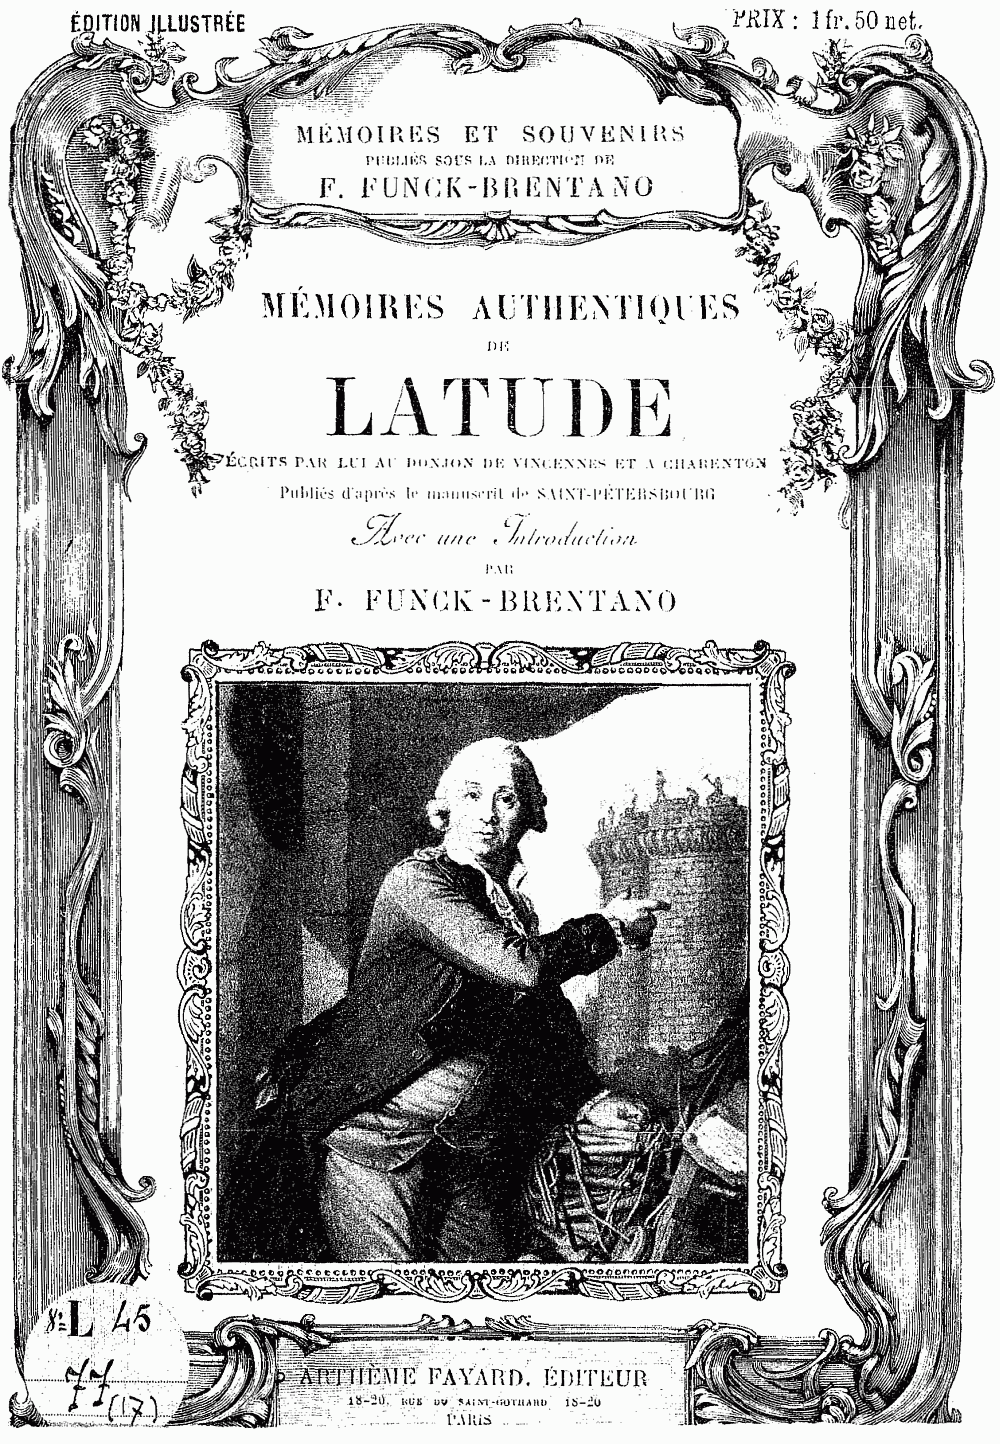 ÉDITION ILLUSTRÉE
PRIX : 1 fr. 50 net.
MÉMOIRES ET SOUVENIRS
PUBLIÉS SOUS LA DIRECTION DE
F. FUNCK-BRENTANO
MÉMOIRES AUTHENTIQUES
DE
LATUDE
ÉCRITS PAR LUI AU DONJON DE VINCENNES ET A CHARENTON
Publiés d'après le manuscrit de SAINT-PÉTERSBOURG
Avec une Introduction
PAR
F. FUNCK-BRENTANO
8º L 45
77
(17)
ARTHÈME FAYARD, ÉDITEUR
18-20, RUE DU SAINT-GOTHARD 18-20
PARIS